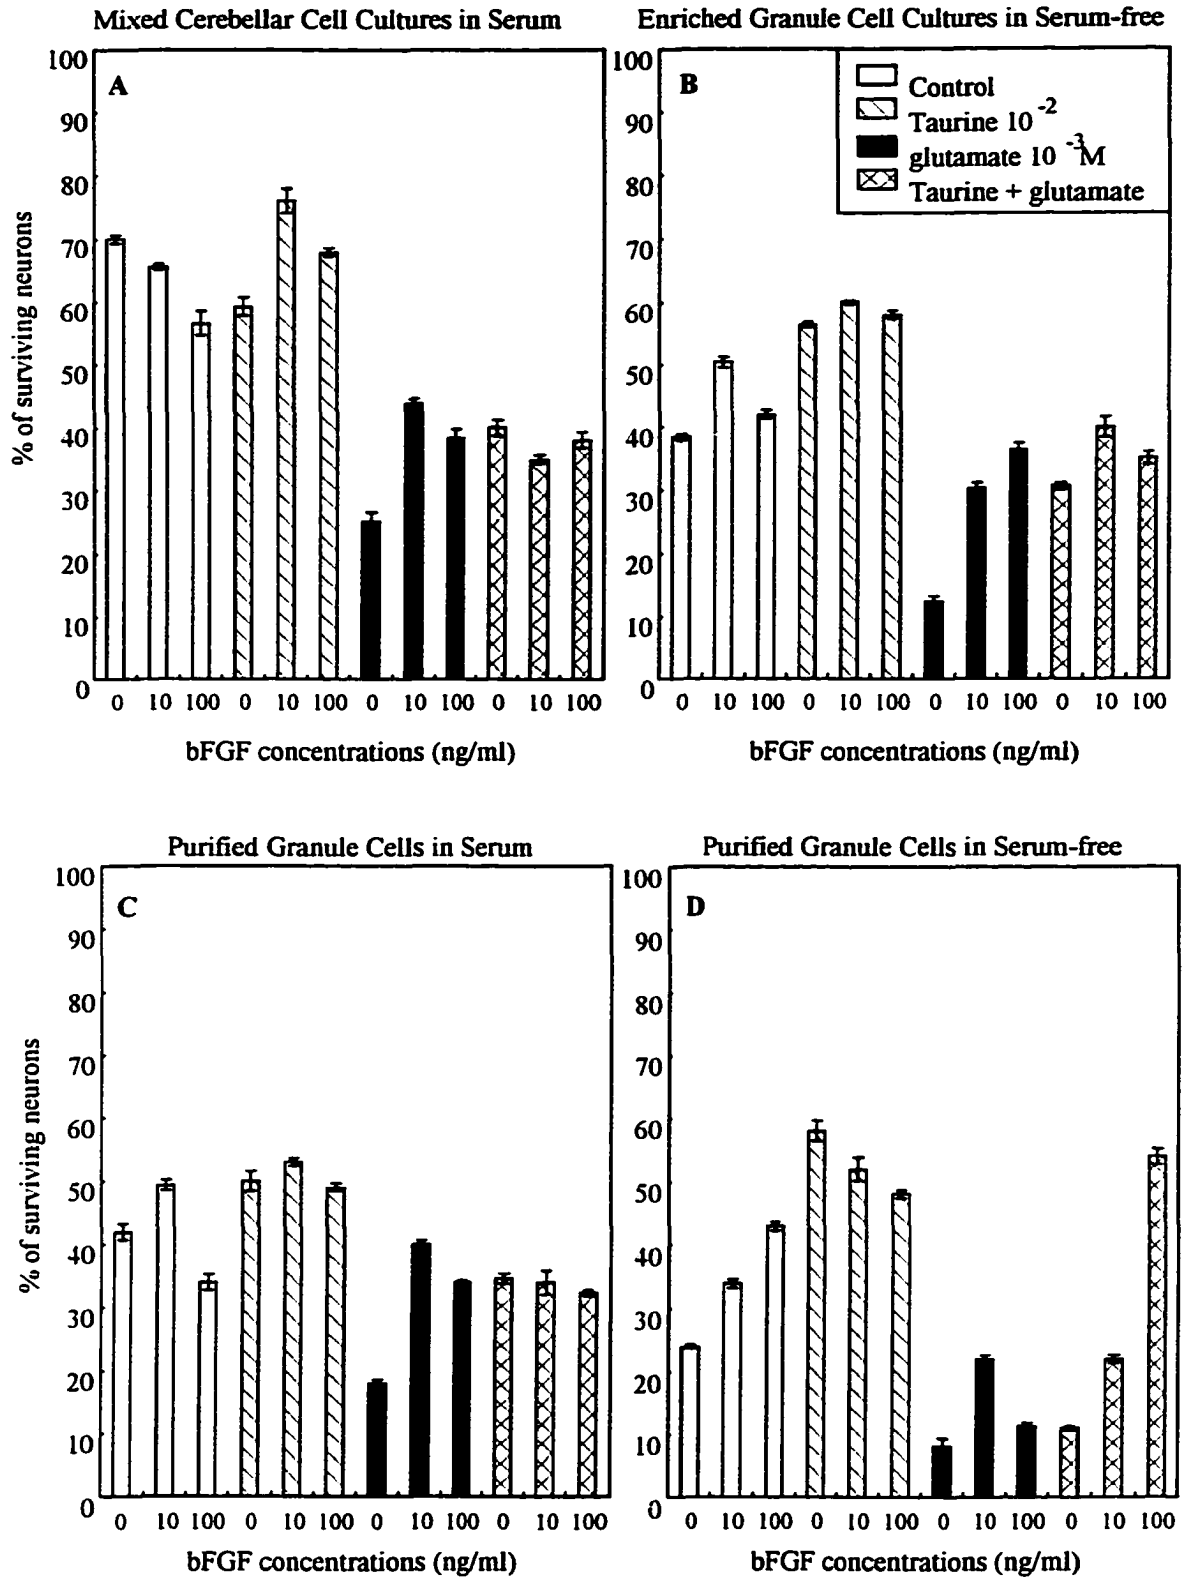 Mixed Cerebellar Cell Cultures in Serum
A
% of surviving neurons
100
90
80
70
60
50
40
30
20
10
0
0 10 100 0 10 100 0 10 100 0 10 100
bFGF concentrations (ng/ml)
Enriched Granule Cell Cultures in Serum-free
B
Control
Taurine 10 -2
glutamate 10 -3M
Taurine + glutamate
100
90
80
70
60
50
40
30
20
10
0
0 10 100 0 10 100 0 10 100 0 10 100
bFGF concentrations (ng/ml)
Purified Granule Cells in Serum
C
% of surviving neurons
100
90
80
70
60
50
40
30
20
10
0
0 10 100 0 10 100 0 10 100 0 10 100
bFGF concentrations (ng/ml)
Purified Granule Cells in Serum-free
D
100
90
80
70
60
50
40
30
20
10
0
0 10 100 0 10 100 0 10 100 0 10 100
bFGF concentrations (ng/ml)